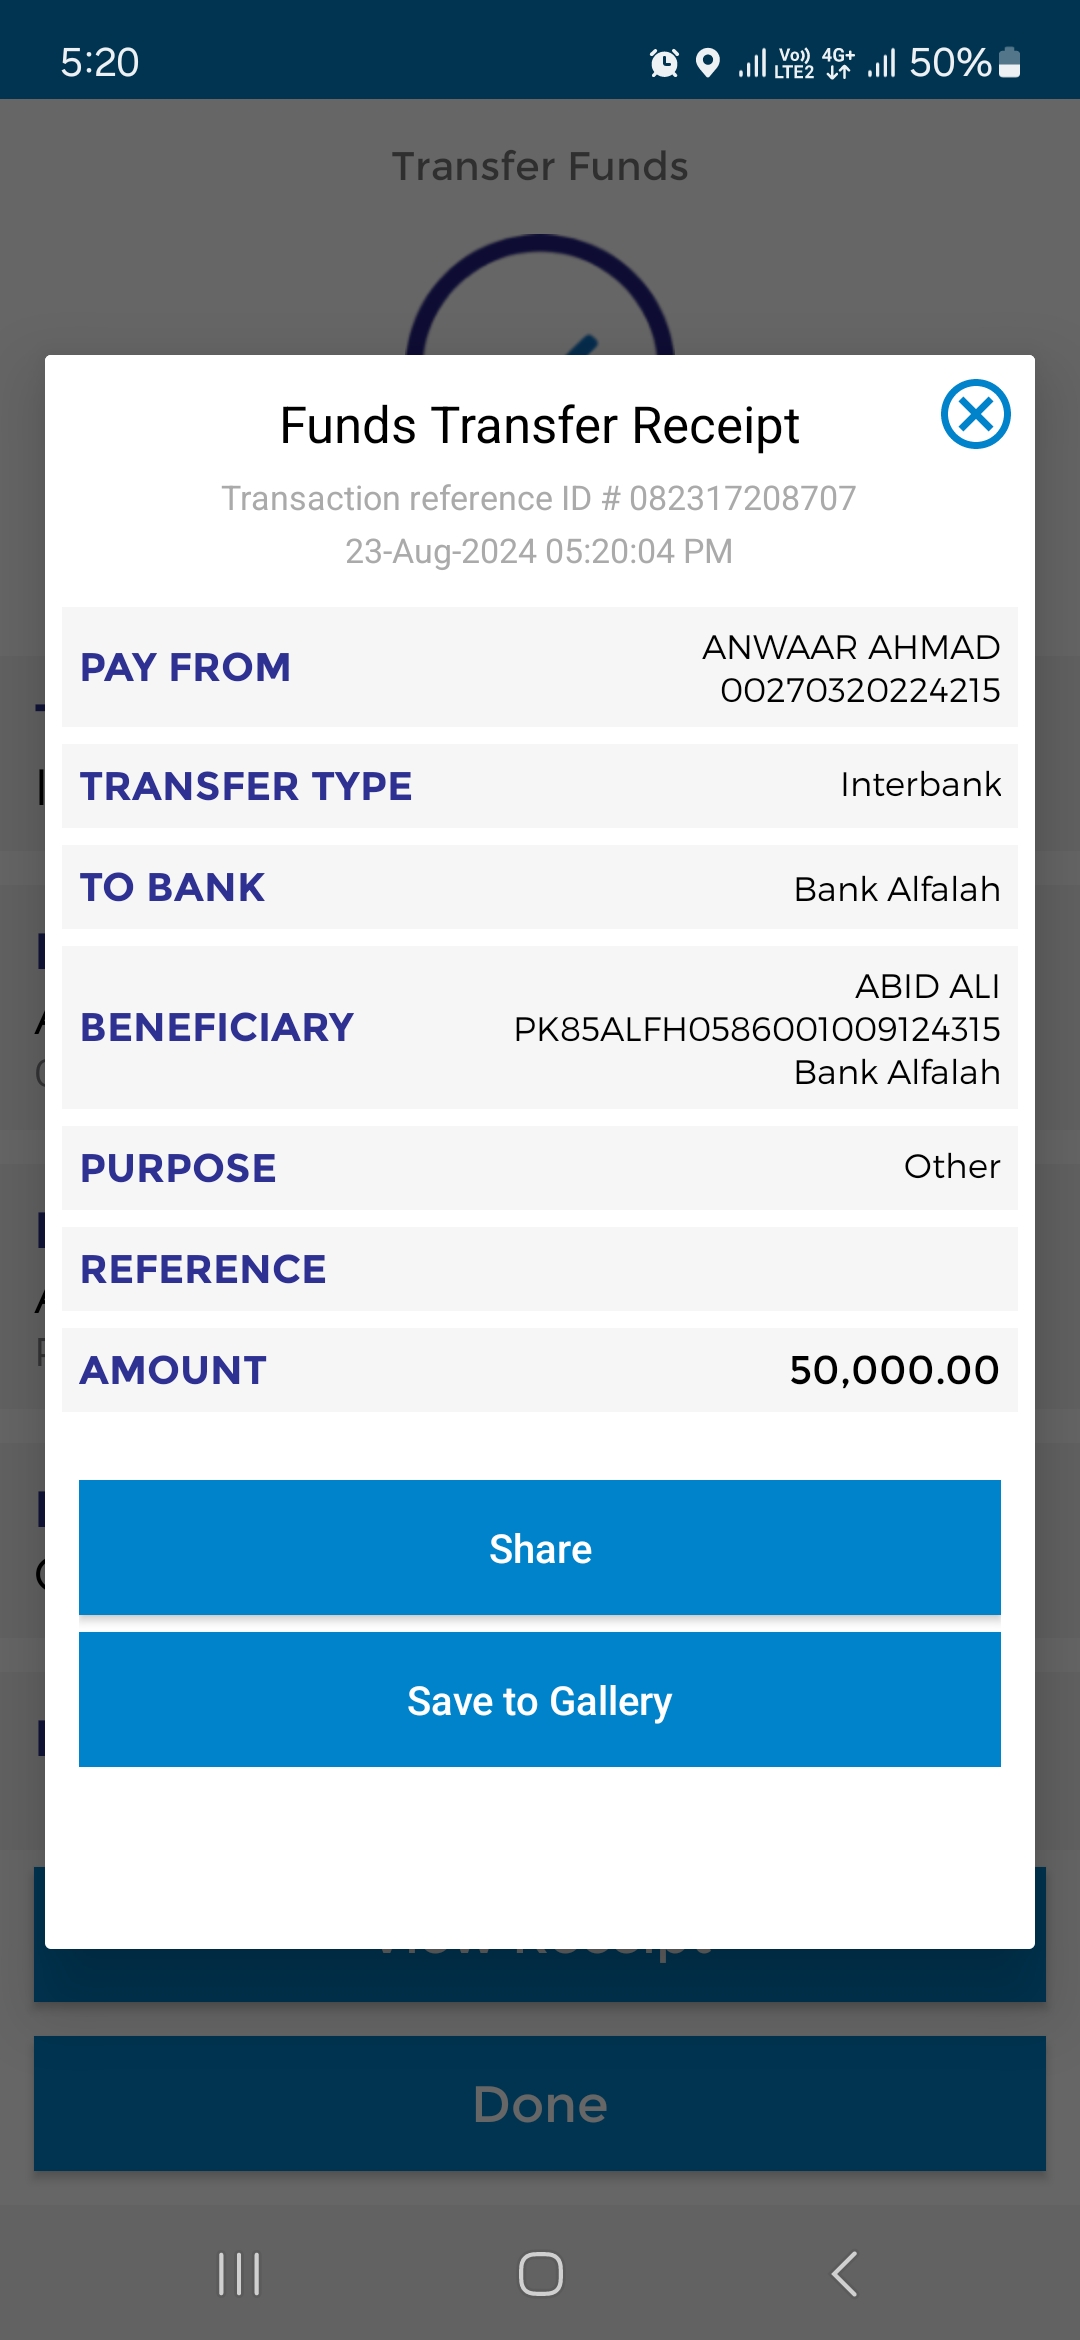 5:20
Vo)) 4G+
LTE2
50%
Transfer Funds
Funds Transfer Receipt
Transaction reference ID # 082317208707
23-Aug-2024 05:20:04 PM
PAY FROM
ANWAAR AHMAD
00270320224215
TRANSFER TYPE
Interbank
TO BANK
Bank Alfalah
BENEFICIARY
ABID ALI
PK85ALFH0586001009124315
Bank Alfalah
PURPOSE
Other
REFERENCE
AMOUNT
50,000.00
Share
Save to Gallery
View Receipt
Done